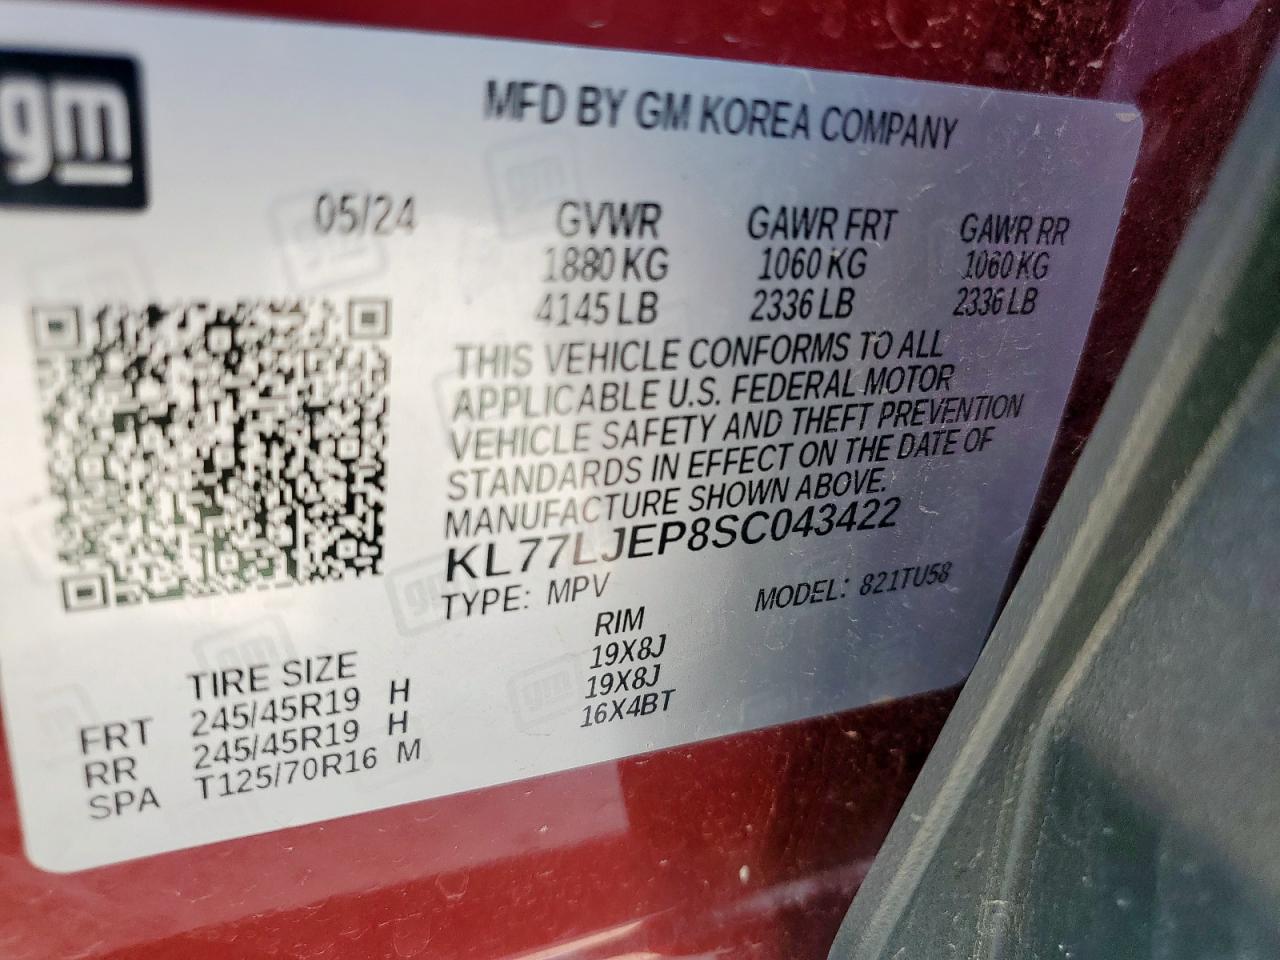 gm
MFD BY GM KOREA COMPANY
05/24 GVWR GAWR FRT GAWR RR
1880 KG 1060 KG 1060 KG
4145 LB 2336 LB 2336 LB
THIS VEHICLE CONFORMS TO ALL
APPLICABLE U.S. FEDERAL MOTOR
VEHICLE SAFETY AND THEFT PREVENTION
STANDARDS IN EFFECT ON THE DATE OF
MANUFACTURE SHOWN ABOVE.
KL77LJEP8SC043422
TYPE: MPV MODEL: 821TU58
TIRE SIZE RIM
FRT 245/45R19 H 19X8J
RR 245/45R19 H 19X8J
SPA T125/70R16 M 16X4BT